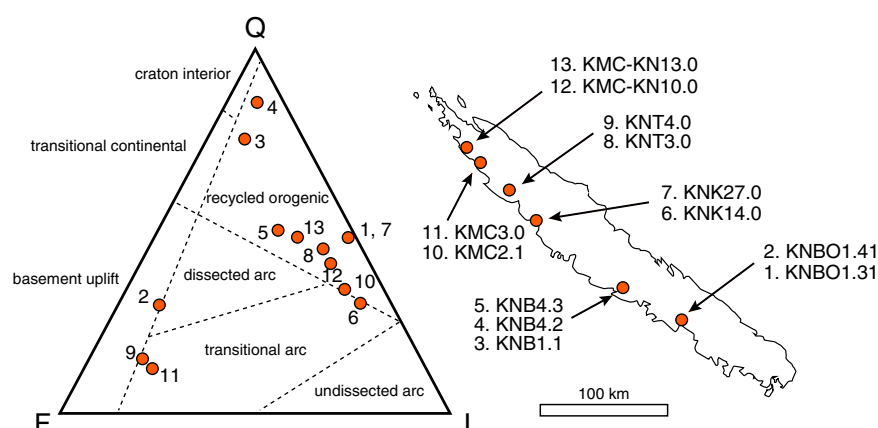 Q
craton interior
4
transitional continental
3
recycled orogenic
5
13
1, 7
8
12
10
basement uplift
dissected arc
2
6
9
transitional arc
11
undissected arc
13. KMC-KN13.0
12. KMC-KN10.0
9. KNT4.0
8. KNT3.0
7. KNK27.0
6. KNK14.0
11. KMC3.0
10. KMC2.1
2. KNBO1.41
1. KNBO1.31
5. KNB4.3
4. KNB4.2
3. KNB1.1
100 km